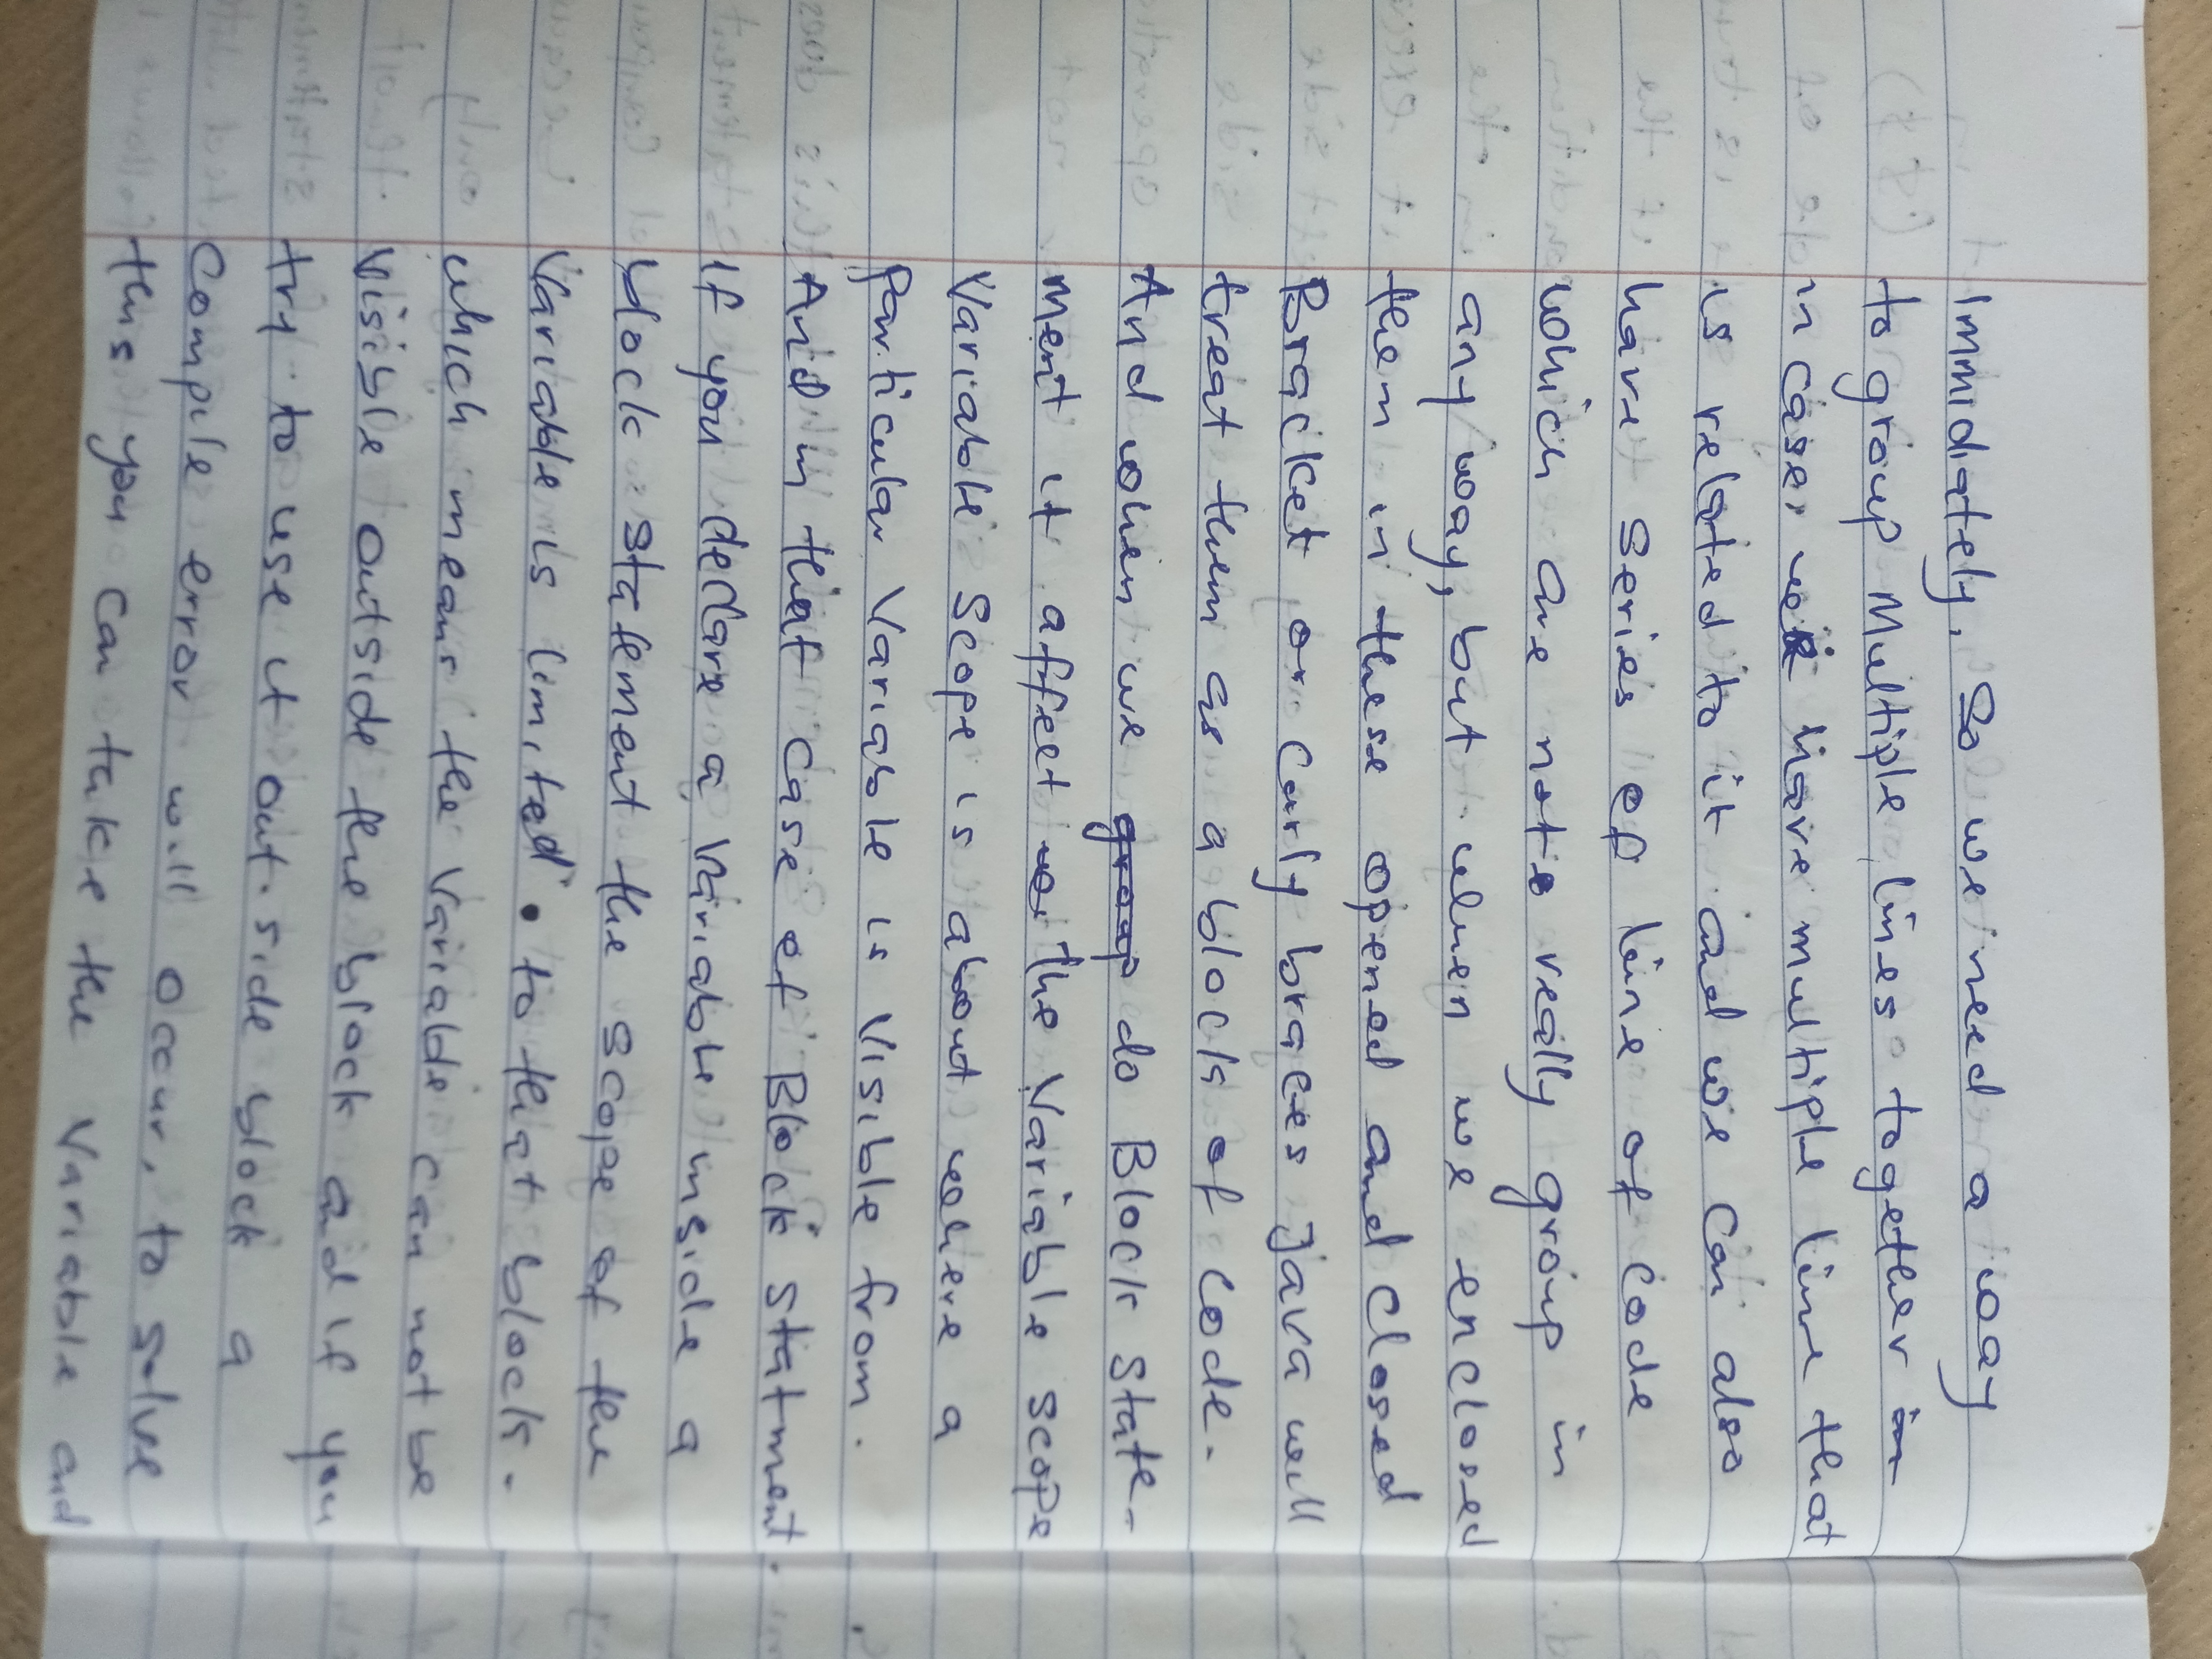 Immidiately. So we need a way
to group Multiple lines together in
in case, we have multiple line that
is related to it and we can also
have series of line of code
which are not really group in
any way, but when we enclosed
them in these opened and closed
Bracket or Curly braces Java will
treat them as a block of code.
And when we group do Block state-
ment it affect the Variable scope
Variable Scope is about where a
particular Variable is Visible from.
And in that case of Block statment.
If you declare a Variable inside a
block statement the scope of the
Variable is limited. to that block.
which means the Variable can not be
Visible outside the block and if you
try to use it out side block a
Compile error will occur, to solve
this you can take the Variable and